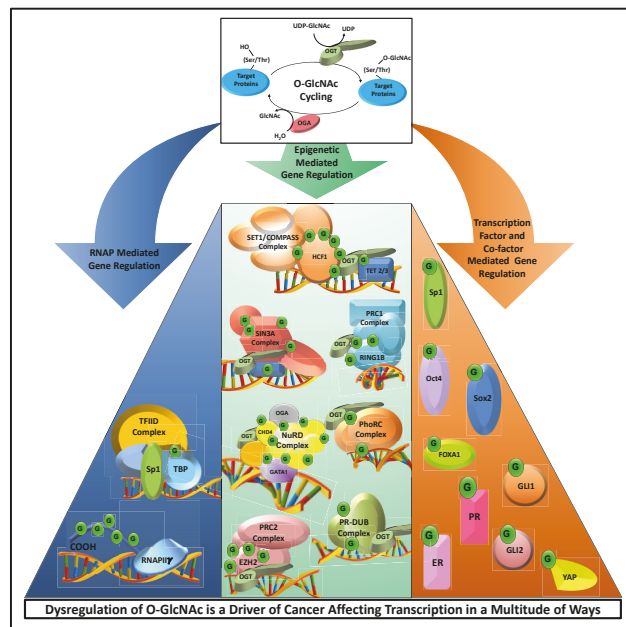 UDP-GlcNAc
UDP
OGT
HO
(Ser/Thr)
Target
Proteins
O-GlcNAc
Cycling
O-GlcNAc
(Ser/Thr)
Target
Proteins
GlcNAc
OGA
H2O
Epigenetic
Mediated
Gene Regulation
RNAP Mediated
Gene Regulation
Transcription
Factor and
Co-factor
Mediated Gene
Regulation
SET1/COMPASS
Complex
G
G
G
G
G
G
HCF1
OGT
TET 2/3
G
G
G
G
SIN3A
Complex
OGT
G
PRC1
Complex
OGT
G
G
G
RING1B
OGA
G
CHD4
OGT
G
NuRD
Complex
G
G
G
G
GATA1
OGT
G
PhoRC
Complex
G
PRC2
Complex
G
G
G
G
EZH2
OGT
G
PR-DUB
Complex
G
OGT
TFIID
Complex
G
Sp1
TBP
G
G
G
G
COOH
RNAPII
G
Sp1
G
Oct4
G
Sox2
G
FOXA1
G
GLI1
G
PR
G
ER
G
GLI2
G
YAP
Dysregulation of O-GlcNAc is a Driver of Cancer Affecting Transcription in a Multitude of Ways